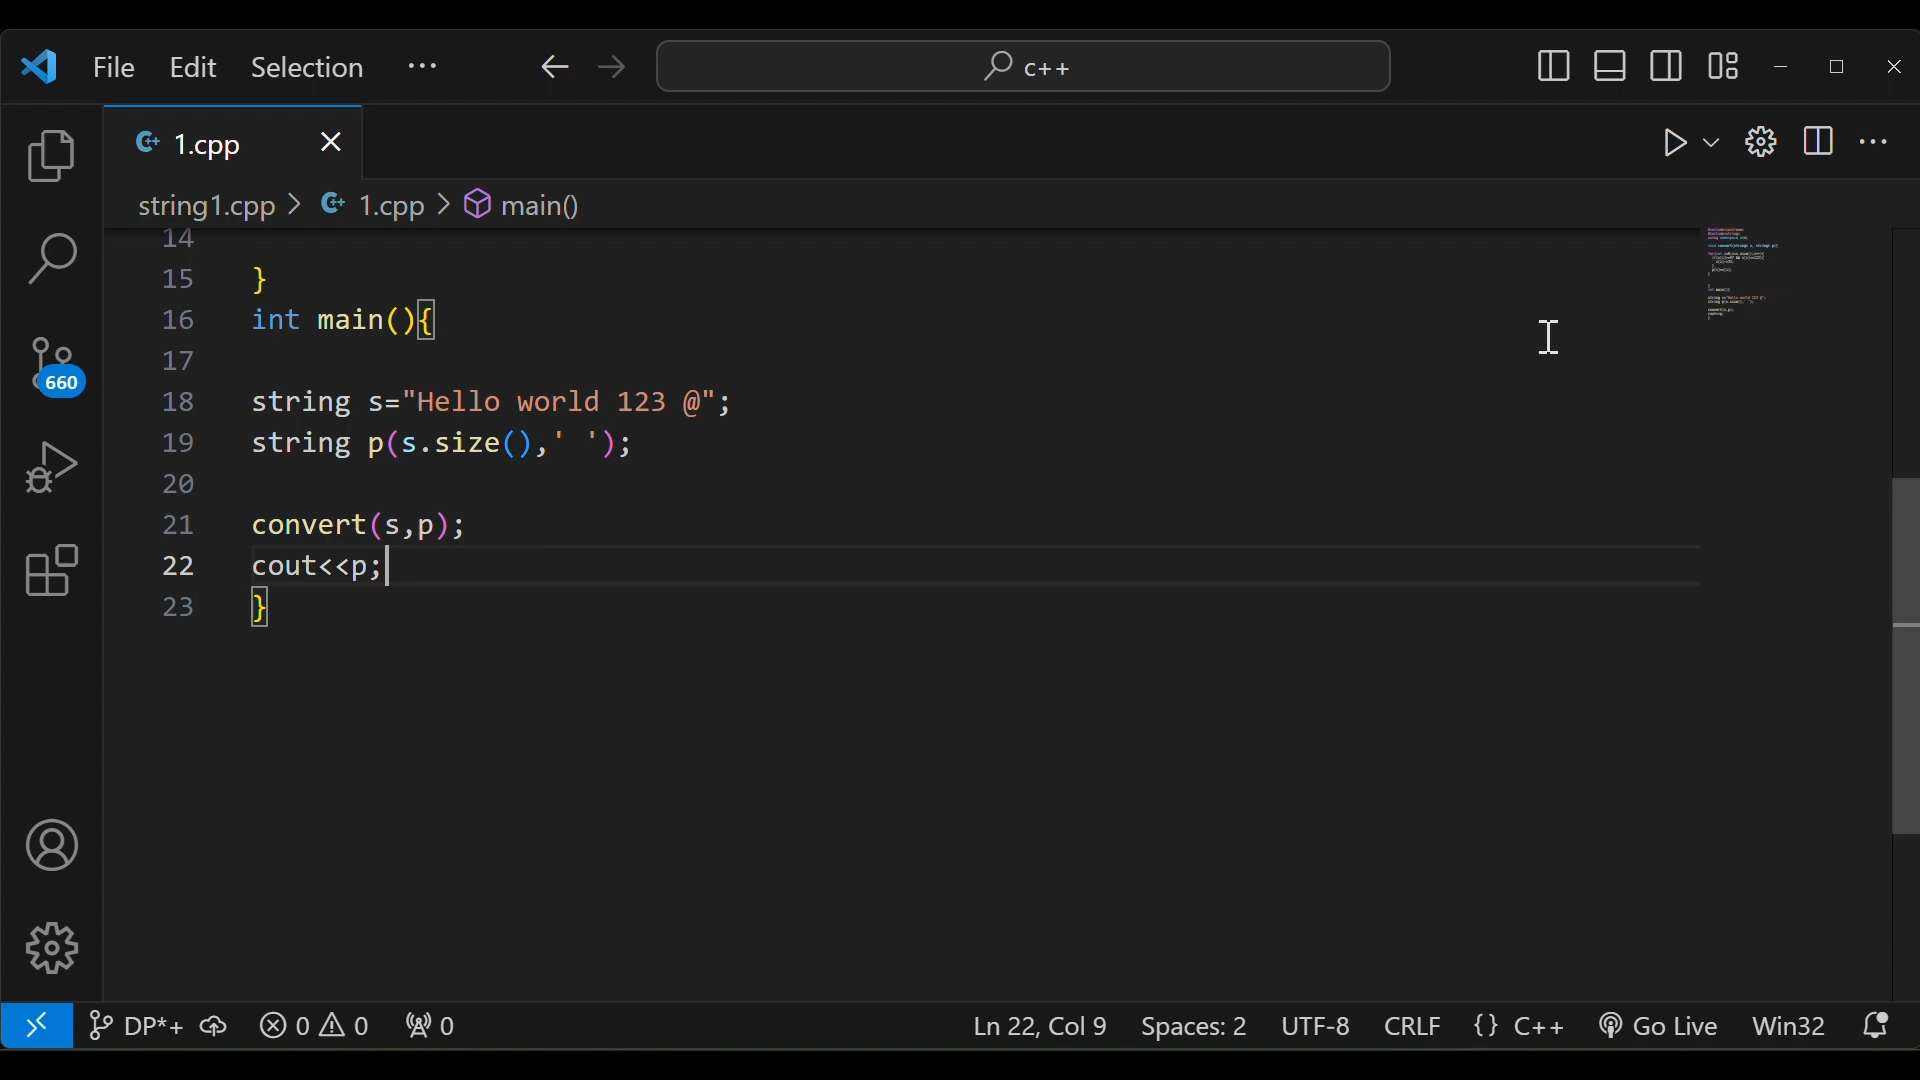 File Edit Selection ··· c++
1.cpp
string1.cpp > 1.cpp > main()
14
15 }
16 int main(){
17
18 string s="Hello world 123 @";
19 string p(s.size(),' ');
20
21 convert(s,p);
22 cout<<p;
23 }
660
DP*+ 0 0 0 Ln 22, Col 9 Spaces: 2 UTF-8 CRLF {} C++ Go Live Win32